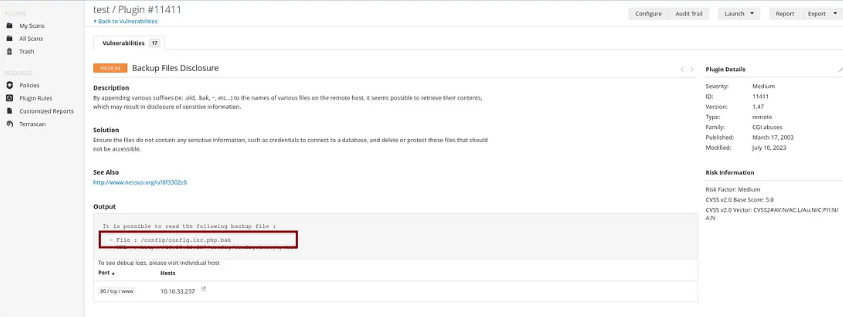 test / Plugin #11411
Back to Vulnerabilities
Configure
Audit Trail
Launch
Report
Export
FOLDERS
My Scans
All Scans
Trash
RESOURCES
Policies
Plugin Rules
Customized Reports
Terrascan
Vulnerabilities 17
MEDIUM Backup Files Disclosure
Description
By appending various suffixes (ie: .old, .bak, ~, etc...) to the names of various files on the remote host, it seems possible to retrieve their contents,
which may result in disclosure of sensitive information.
Solution
Ensure the files do not contain any sensitive information, such as credentials to connect to a database, and delete or protect those files that should
not be accessible.
See Also
Output
It is possible to read the following backup file :
- File : /config/config.inc.php.bak
To see debug logs, please visit individual host
Port Hosts
80 / tcp / www 10.10.33.237
Plugin Details
Severity: Medium
ID: 11411
Version: 1.47
Type: remote
Family: CGI abuses
Published: March 17, 2003
Modified: July 10, 2023
Risk Information
Risk Factor: Medium
CVSS v2.0 Base Score: 5.0
CVSS v2.0 Vector: CVSS2#AV:N/AC:L/Au:N/C:P/I:N/
A:N